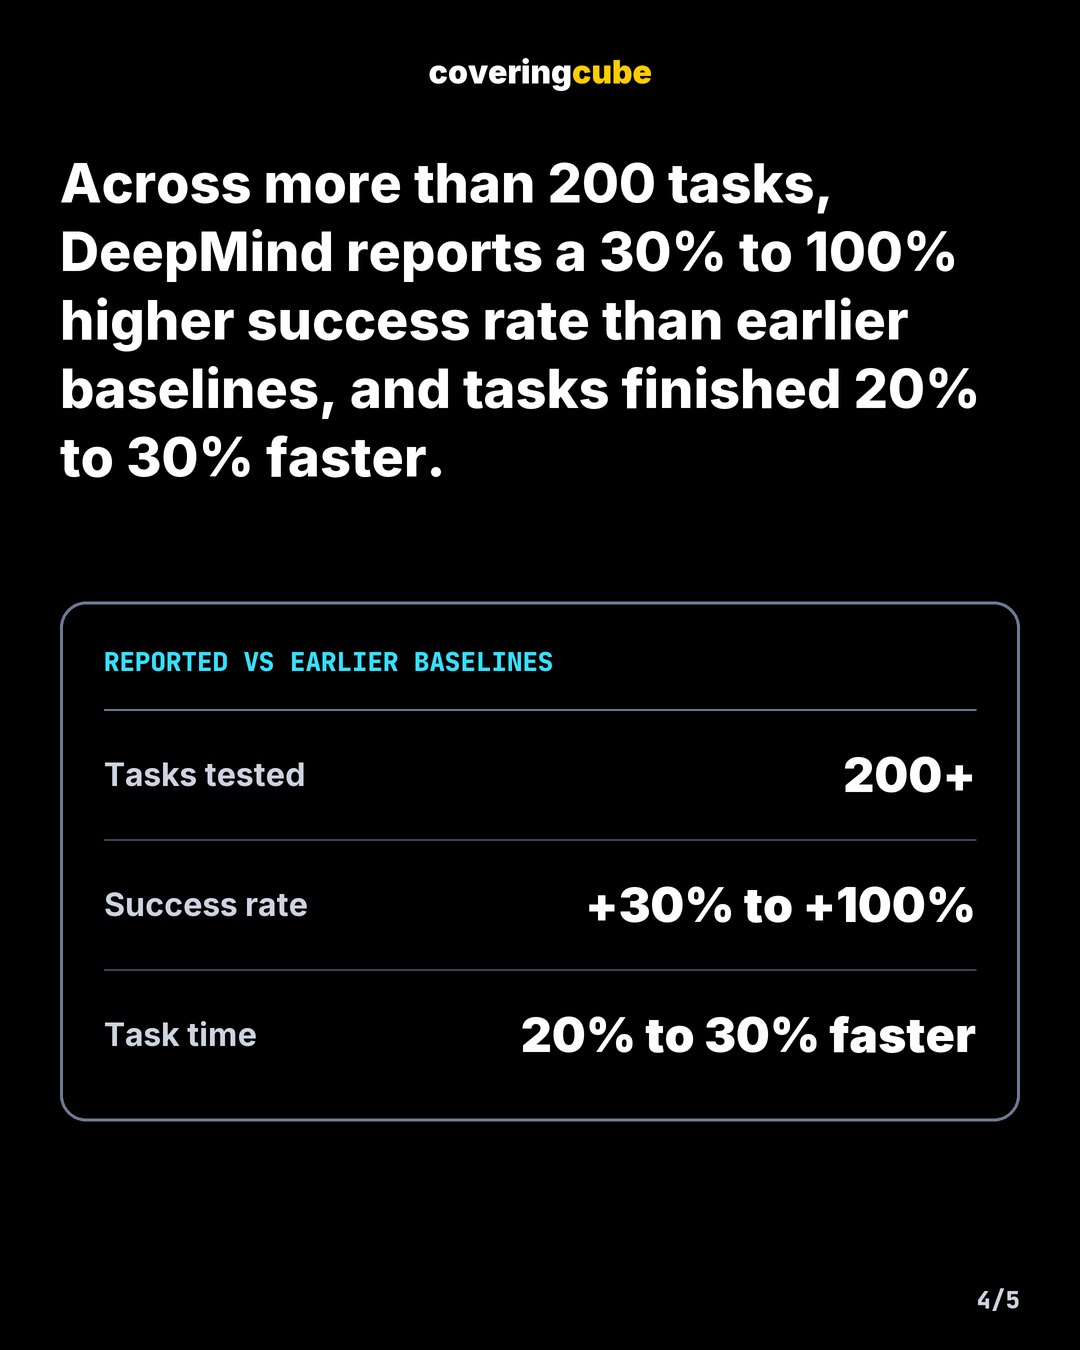 coveringcube
Across more than 200 tasks,
DeepMind reports a 30% to 100%
higher success rate than earlier
baselines, and tasks finished 20%
to 30% faster.
REPORTED VS EARLIER BASELINES
Tasks tested 200+
Success rate +30% to +100%
Task time 20% to 30% faster
4/5